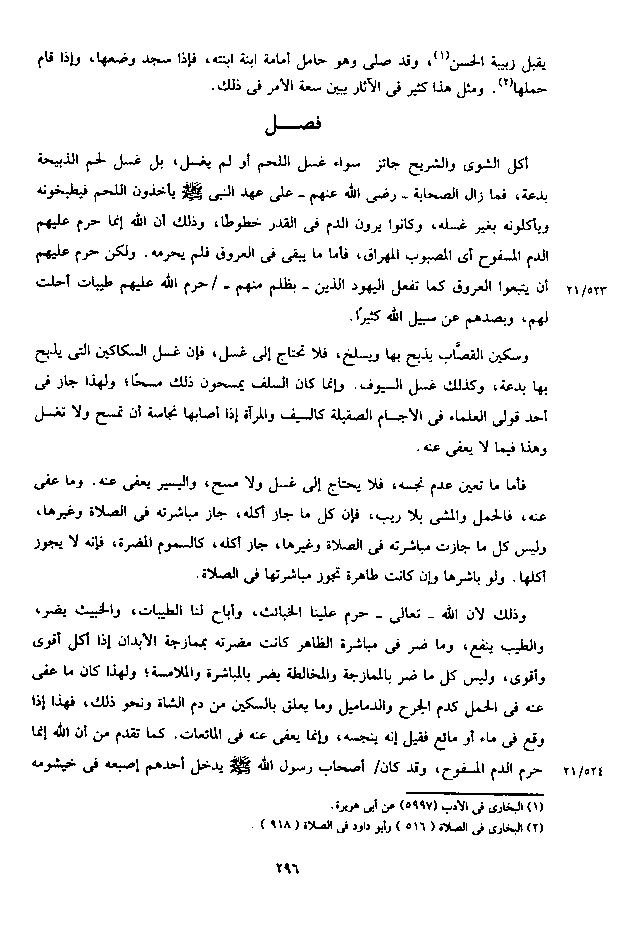 يقبل زبيبة الحسن(١)، وقد صلى وهو حامل أمامة ابنة ابنته، فإذا سجد وضعها، وإذا قام
حملها(٢). ومثل هذا كثير فى الآثار يبين سعة الأمر فى ذلك.
فصـــل
أكل الشوى والشريح جائز سواء غسل اللحم أو لم يغسل، بل غسل لحم الذبيحة
بدعة، فما زال الصحابة ـ رضى الله عنهم ـ على عهد النبى ﷺ يأخذون اللحم فيطبخونه
ويأكلونه بغير غسله، وكانوا يرون الدم فى القدر خطوطًا، وذلك أن الله إنما حرم عليهم
الدم المسفوح أى المصبوب المهراق، فأما ما يبقى فى العروق فلم يحرمه. ولكن حرم عليهم
أن يتبعوا العروق كما تفعل اليهود الذين ـ بظلم منهم ـ / حرم الله عليهم طيبات أحلت ٢١/٥٢٣
لهم، وبصدهم عن سبيل الله كثيرًا.
وسكين القصَّاب يذبح بها ويسلخ، فلا تحتاج إلى غسل، فإن غسل السكاكين التى يذبح
بها بدعة، وكذلك غسل السيوف. وإنما كان السلف يمسحون ذلك مسحًا؛ ولهذا جاز فى
أحد قولى العلماء فى الأجسام الصقيلة كالسيف والمرآة إذا أصابها نجاسة أن تمسح ولا تغسل
وهذا فيما لا يعفى عنه.
فأما ما تعين عدم نجسه، فلا يحتاج إلى غسل ولا مسح، واليسير يعفى عنه. وما عفى
عنه، فالحمل والمشى بلا ريب، فإن كل ما جاز أكله، جاز مباشرته فى الصلاة وغيرها،
وليس كل ما جازت مباشرته فى الصلاة وغيرها، جاز أكله، كالسموم المضرة، فإنه لا يجوز
أكلها. ولو باشرها وإن كانت طاهرة تجوز مباشرتها فى الصلاة.
وذلك لأن الله ـ تعالى ـ حرم علينا الخبائث، وأباح لنا الطيبات، والخبيث يضر،
والطيب ينفع، وما ضر فى مباشرة الظاهر كانت مضرته بممازجة الأبدان إذا أكل أقوى
وأقوى، وليس كل ما ضر بالممازجة والمخالطة يضر بالمباشرة والملامسة؛ ولهذا كان ما عفى
عنه فى الحمل كدم الجرح والدماميل وما يعلق بالسكين من دم الشاة ونحو ذلك، فهذا إذا
وقع فى ماء أو مائع فقيل إنه ينجسه، وإنما يعفى عنه فى المائعات. كما تقدم من أن الله إنما
حرم الدم المسفوح، وقد كان/ أصحاب رسول الله ﷺ يدخل أحدهم إصبعه فى خيشومه ٢١/٥٢٤
(١) البخارى فى الأدب (٥٩٩٧) عن أبى هريرة.
(٢) البخارى فى الصلاة (٥١٦) وأبو داود فى الصلاة (٩١٨).
٢٩٦